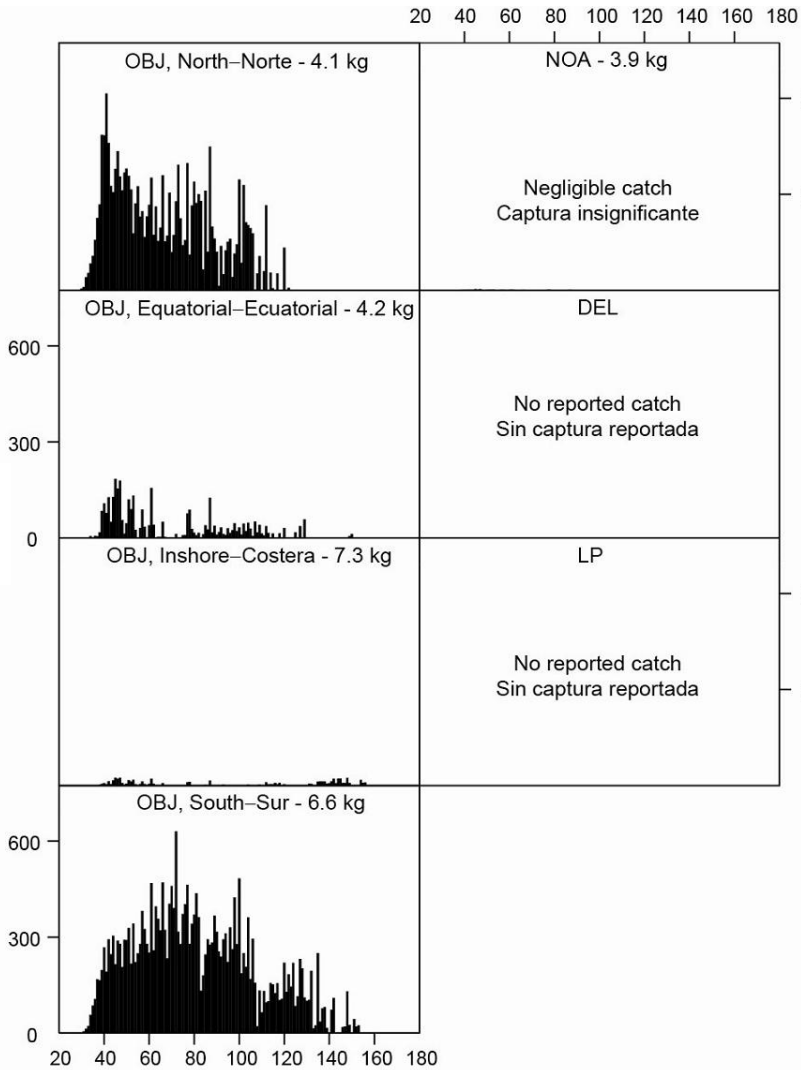 20 40 60 80 100 120 140 160 180
OBJ, North–Norte - 4.1 kg
NOA - 3.9 kg
Negligible catch
Captura insignificante
OBJ, Equatorial–Ecuatorial - 4.2 kg
DEL
600
300
0
No reported catch
Sin captura reportada
OBJ, Inshore–Costera - 7.3 kg
LP
No reported catch
Sin captura reportada
OBJ, South–Sur - 6.6 kg
600
300
0
20 40 60 80 100 120 140 160 180